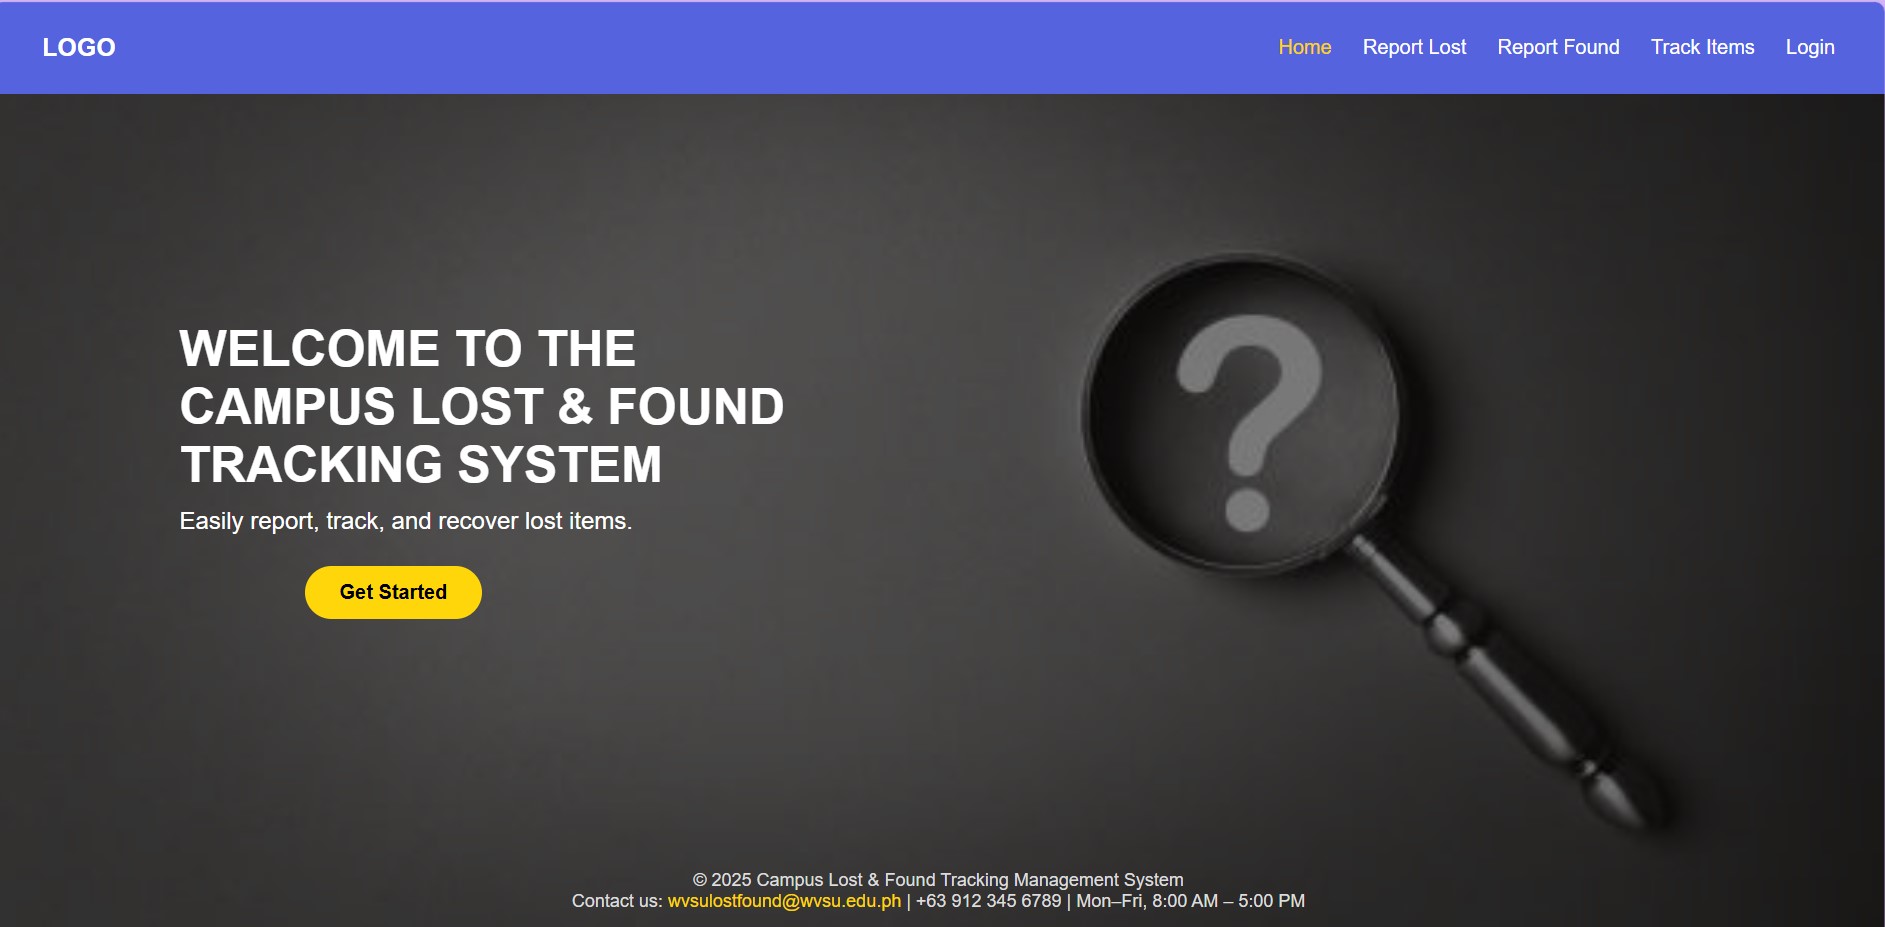 LOGO
Home Report Lost Report Found Track Items Login
WELCOME TO THE
CAMPUS LOST & FOUND
TRACKING SYSTEM
Easily report, track, and recover lost items.
Get Started
?
© 2025 Campus Lost & Found Tracking Management System
Contact us: wvsulostfound@wvsu.edu.ph | +63 912 345 6789 | Mon–Fri, 8:00 AM – 5:00 PM